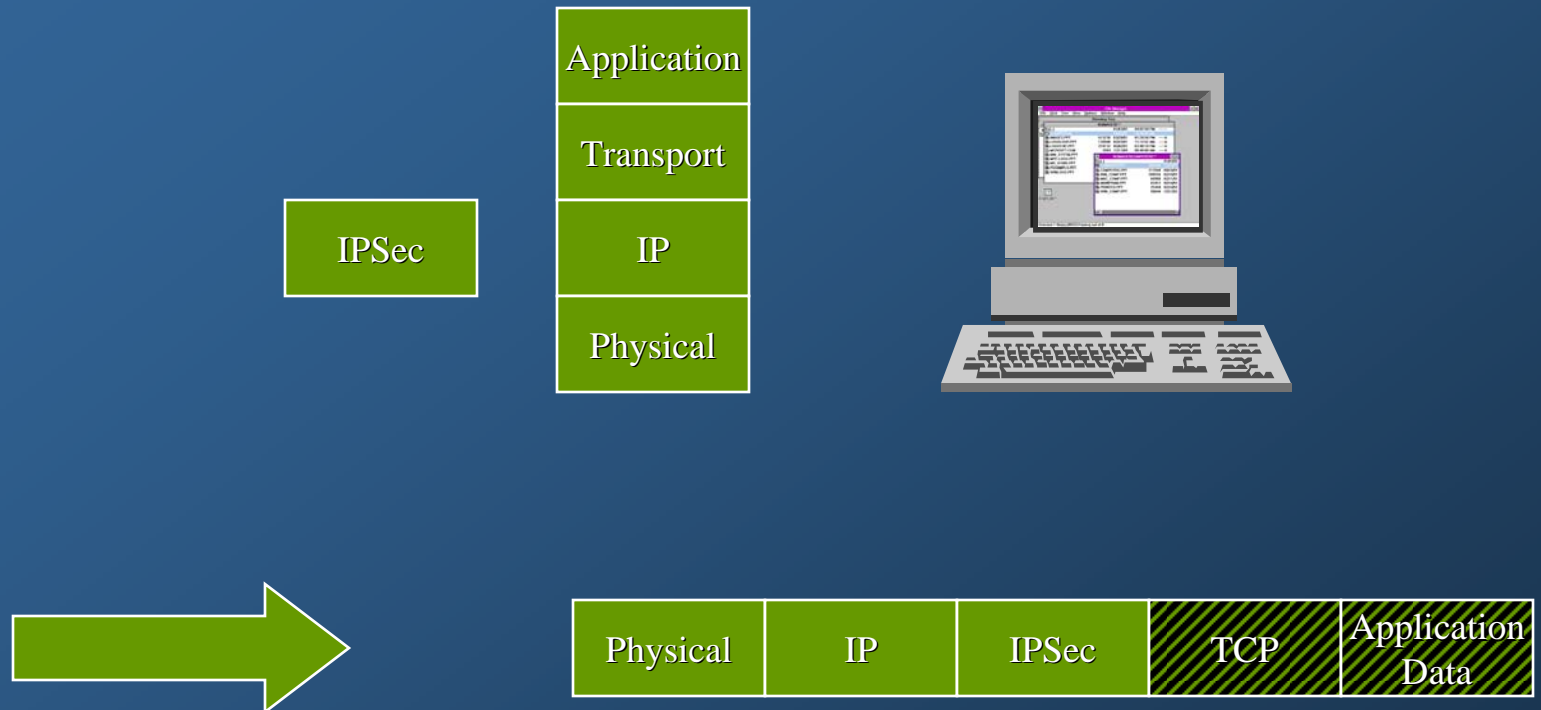 Application
Transport
IPSec
IP
Physical
Physical
IP
IPSec
TCP
Application
Data